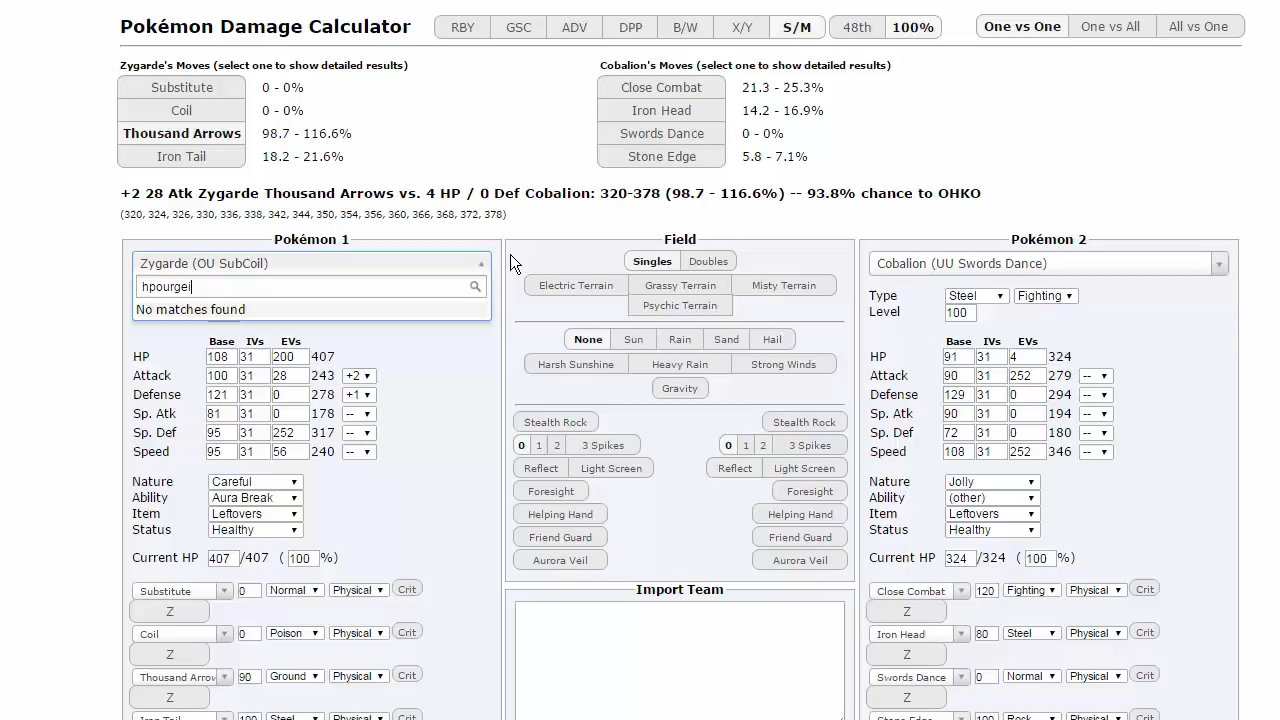 Pokémon Damage Calculator RBY GSC ADV DPP B/W X/Y S/M 48th 100% One vs One One vs All All vs One
Zygarde's Moves (select one to show detailed results) Cobalion's Moves (select one to show detailed results)
Substitute 0 - 0% Close Combat 21.3 - 25.3%
Coil 0 - 0% Iron Head 14.2 - 16.9%
Thousand Arrows 98.7 - 116.6% Swords Dance 0 - 0%
Iron Tail 18.2 - 21.6% Stone Edge 5.8 - 7.1%
+2 28 Atk Zygarde Thousand Arrows vs. 4 HP / 0 Def Cobalion: 320-378 (98.7 - 116.6%) -- 93.8% chance to OHKO
(320, 324, 326, 330, 336, 338, 342, 344, 350, 354, 356, 360, 366, 368, 372, 378)
Pokémon 1
Zygarde (OU SubCoil)
hpourgei
No matches found
Base IVs EVs
HP 108 31 200 407
Attack 100 31 28 243 +2
Defense 121 31 0 278 +1
Sp. Atk 81 31 0 178 --
Sp. Def 95 31 252 317 --
Speed 95 31 56 240 --
Nature Careful
Ability Aura Break
Item Leftovers
Status Healthy
Current HP 407 /407 ( 100 %)
Substitute 0 Normal Physical Crit
Z
Coil 0 Poison Physical Crit
Z
Thousand Arrow 90 Ground Physical Crit
Z
Iron Tail 100 Steel Physical Crit
Field
Singles Doubles
Electric Terrain Grassy Terrain Misty Terrain
Psychic Terrain
None Sun Rain Sand Hail
Harsh Sunshine Heavy Rain Strong Winds
Gravity
Stealth Rock Stealth Rock
0 1 2 3 Spikes 0 1 2 3 Spikes
Reflect Light Screen Reflect Light Screen
Foresight Foresight
Helping Hand Helping Hand
Friend Guard Friend Guard
Aurora Veil Aurora Veil
Import Team
Pokémon 2
Cobalion (UU Swords Dance)
Type Steel Fighting
Level 100
Base IVs EVs
HP 91 31 4 324
Attack 90 31 252 279 --
Defense 129 31 0 294 --
Sp. Atk 90 31 0 194 --
Sp. Def 72 31 0 180 --
Speed 108 31 252 346 --
Nature Jolly
Ability (other)
Item Leftovers
Status Healthy
Current HP 324 /324 ( 100 %)
Close Combat 120 Fighting Physical Crit
Z
Iron Head 80 Steel Physical Crit
Z
Swords Dance 0 Normal Physical Crit
Z
Stone Edge 100 Rock Physical Crit